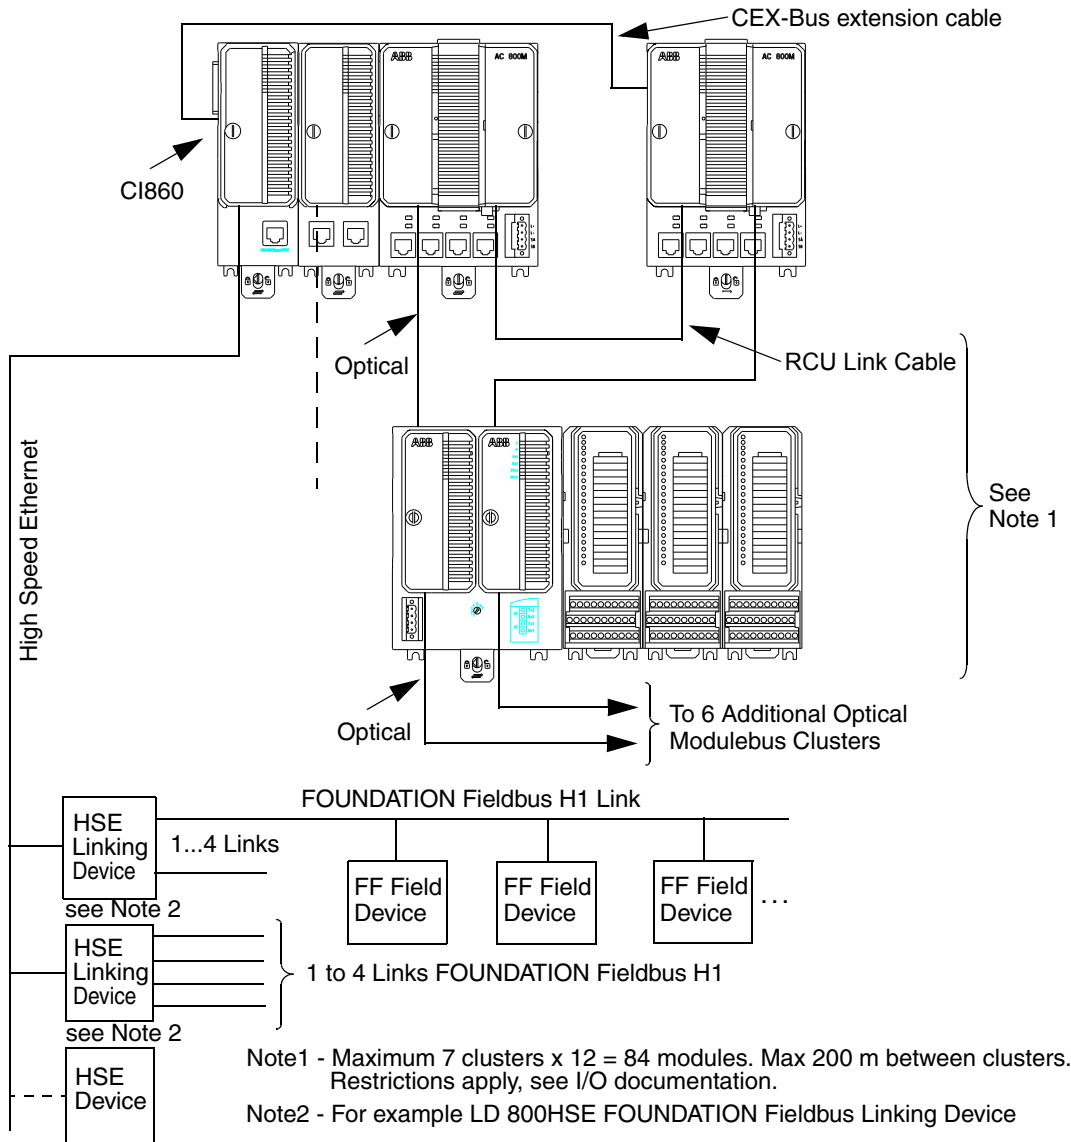 CEX-Bus extension cable
ABB
AC 800M
ABB
AC 800M
CI860
Optical
RCU Link Cable
High Speed Ethernet
ABB
ABB
See
Note 1
Optical
To 6 Additional Optical
Modulebus Clusters
FOUNDATION Fieldbus H1 Link
HSE
Linking
Device
1...4 Links
see Note 2
FF Field
Device
FF Field
Device
FF Field
Device
...
HSE
Linking
Device
1 to 4 Links FOUNDATION Fieldbus H1
see Note 2
HSE
Device
Note1 - Maximum 7 clusters x 12 = 84 modules. Max 200 m between clusters.
Restrictions apply, see I/O documentation.
Note2 - For example LD 800HSE FOUNDATION Fieldbus Linking Device